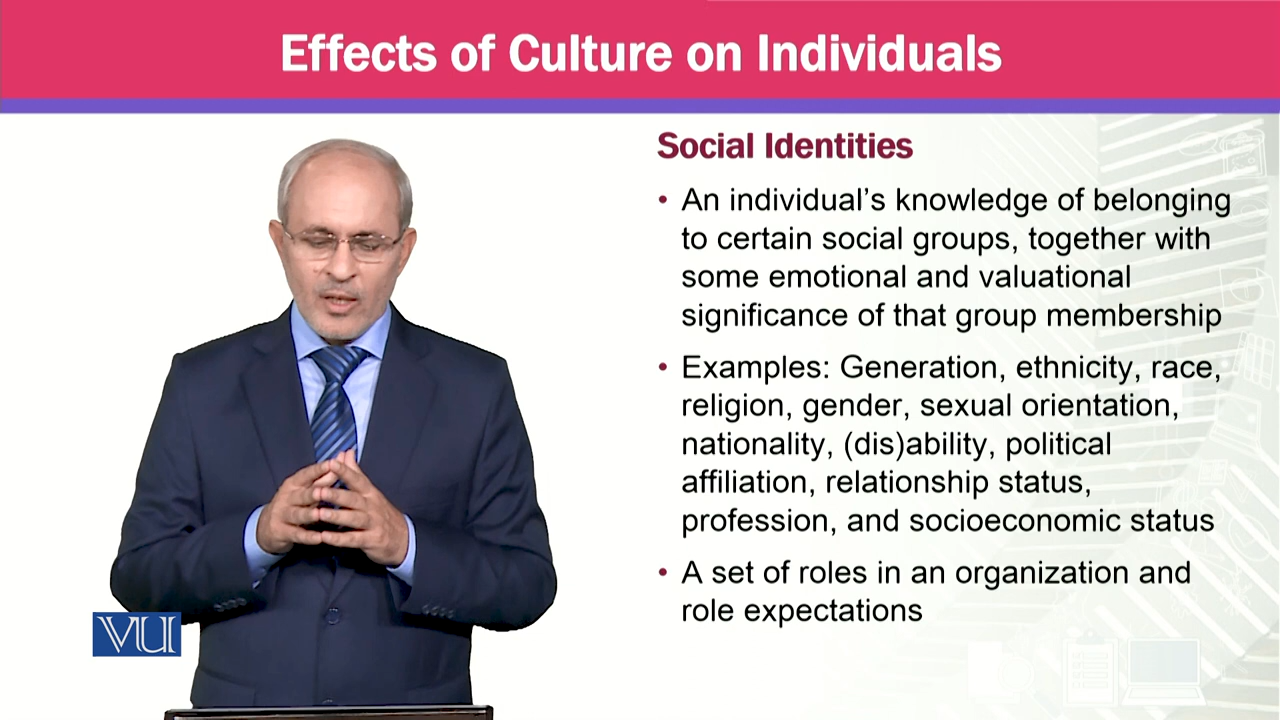 Effects of Culture on Individuals
Social Identities
• An individual’s knowledge of belonging
to certain social groups, together with
some emotional and valuational
significance of that group membership
• Examples: Generation, ethnicity, race,
religion, gender, sexual orientation,
nationality, (dis)ability, political
affiliation, relationship status,
profession, and socioeconomic status
• A set of roles in an organization and
role expectations
VU